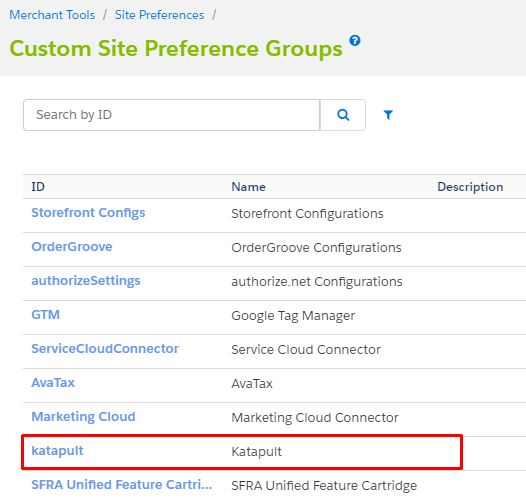 Merchant Tools / Site Preferences /
Custom Site Preference Groups ?
Search by ID
ID Name Description
Storefront Configs Storefront Configurations
OrderGroove OrderGroove Configurations
authorizeSettings authorize.net Configurations
GTM Google Tag Manager
ServiceCloudConnector Service Cloud Connector
AvaTax AvaTax
Marketing Cloud Marketing Cloud Connector
katapult Katapult
SFRA Unified Feature Cartri... SFRA Unified Feature Cartridge